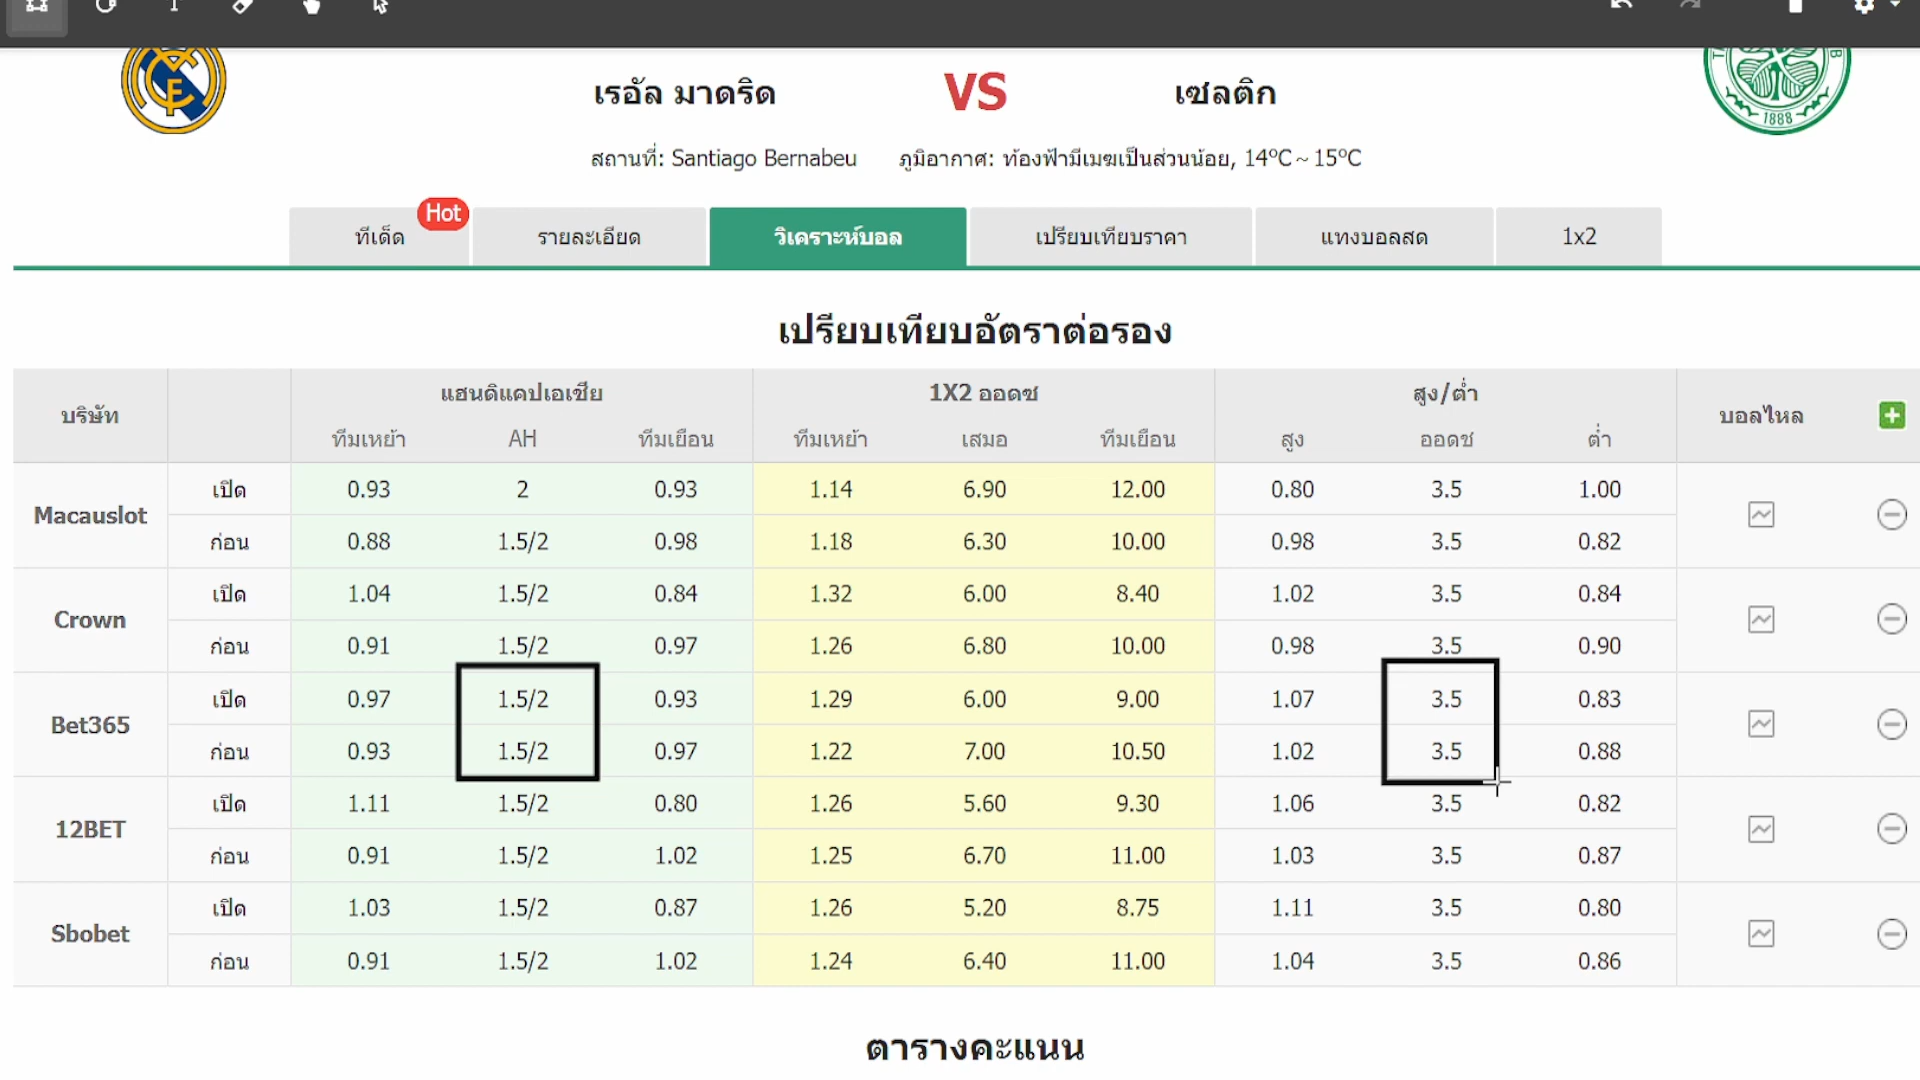 เรอัล มาดริด VS เซลติก
1888
สถานที่: Santiago Bernabeu ภูมิอากาศ: ท้องฟ้ามีเมฆเป็นส่วนน้อย, 14°C ~ 15°C
Hot
ทีเด็ด รายละเอียด วิเคราะห์บอล เปรียบเทียบราคา แทงบอลสด 1x2
เปรียบเทียบอัตราต่อรอง
บริษัท แฮนดิแคปเอเชีย 1X2 ออดซ์ สูง/ต่ำ บอลไหล
ทีมเหย้า AH ทีมเยือน ทีมเหย้า เสมอ ทีมเยือน สูง ออดซ์ ต่ำ
Macauslot เปิด 0.93 2 0.93 1.14 6.90 12.00 0.80 3.5 1.00
ก่อน 0.88 1.5/2 0.98 1.18 6.30 10.00 0.98 3.5 0.82
Crown เปิด 1.04 1.5/2 0.84 1.32 6.00 8.40 1.02 3.5 0.84
ก่อน 0.91 1.5/2 0.97 1.26 6.80 10.00 0.98 3.5 0.90
Bet365 เปิด 0.97 1.5/2 0.93 1.29 6.00 9.00 1.07 3.5 0.83
ก่อน 0.93 1.5/2 0.97 1.22 7.00 10.50 1.02 3.5 0.88
12BET เปิด 1.11 1.5/2 0.80 1.26 5.60 9.30 1.06 3.5 0.82
ก่อน 0.91 1.5/2 1.02 1.25 6.70 11.00 1.03 3.5 0.87
Sbobet เปิด 1.03 1.5/2 0.87 1.26 5.20 8.75 1.11 3.5 0.80
ก่อน 0.91 1.5/2 1.02 1.24 6.40 11.00 1.04 3.5 0.86
ตารางคะแนน